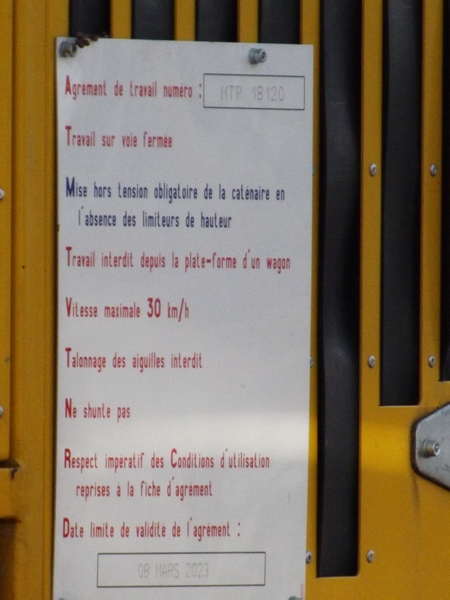 Agrément de travail numéro : MTP 18120
Travail sur voie fermée
Mise hors tension obligatoire de la caténaire en
l'absence des limiteurs de hauteur
Travail interdit depuis la plate-forme d'un wagon
Vitesse maximale 30 km/h
Talonnage des aiguilles interdit
Ne shunte pas
Respect impératif des Conditions d'utilisation
reprises à la fiche d'agrément
Date limite de validité de l'agrément :
08 MARS 2023